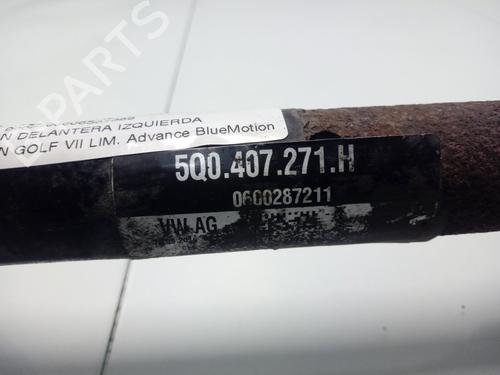 DELANTERA IZQUIERDA
GOLF VII LIM. Advance BlueMotion
5Q0.407.271.H
0600287211
VW AG
PARTS